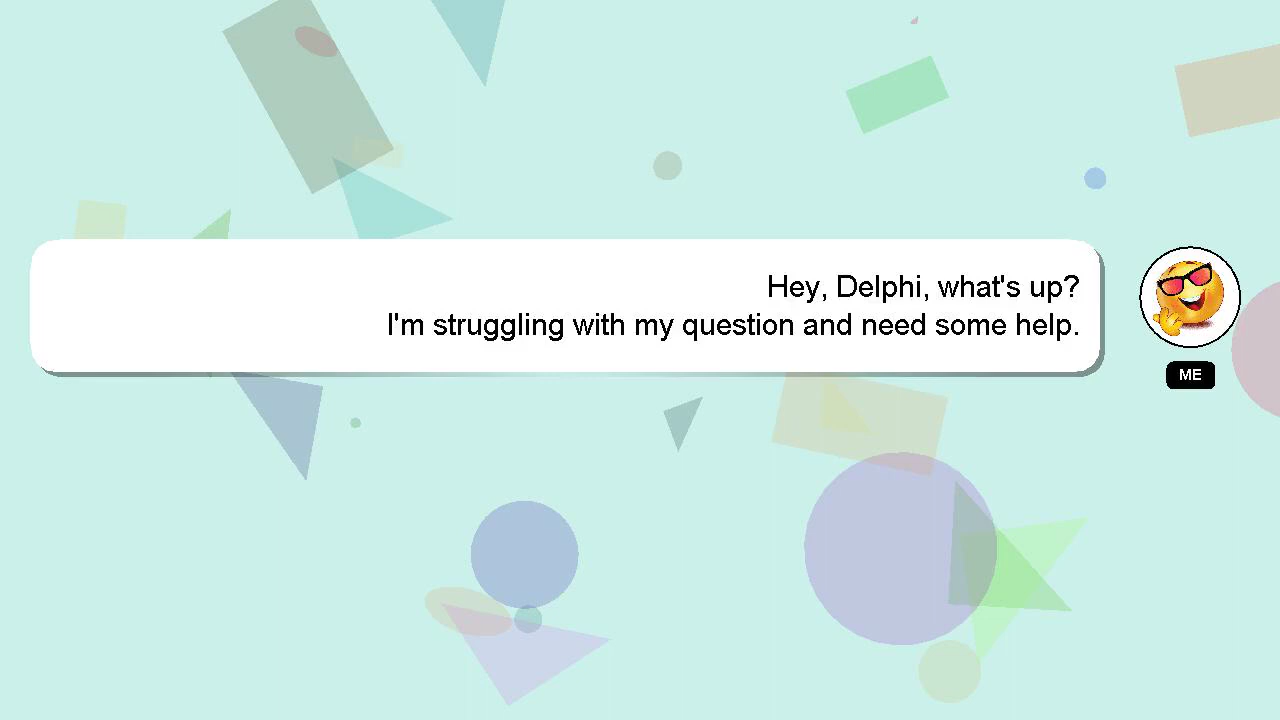 Hey, Delphi, what's up?
I'm struggling with my question and need some help.
ME